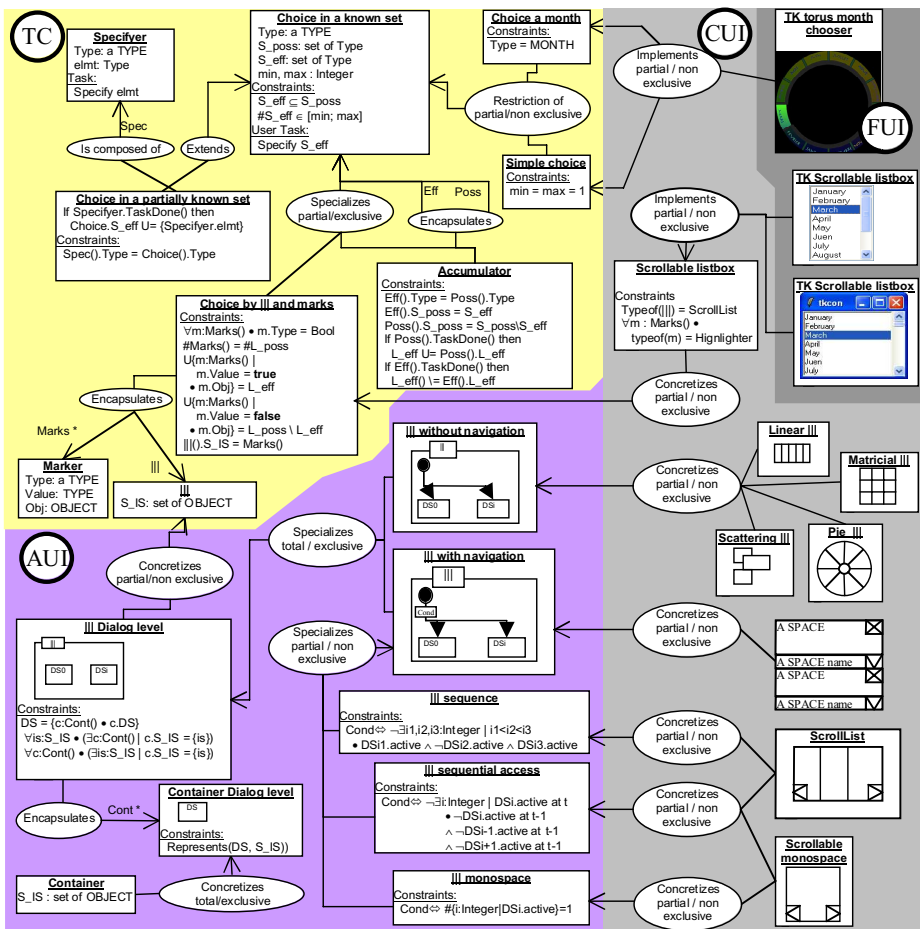 TC
Specifyer
Type: a TYPE
elmt: Type
Task:
Specify elmt
Choice in a known set
Type: a TYPE
S_poss: set of Type
S_eff: set of Type
min, max : Integer
Constraints:
S_eff ⊆ S_poss
#S_eff ∈ [min; max]
User Task:
Specify S_eff
Choice a month
Constraints:
Type = MONTH
Restriction of
partial/non exclusive
Simple choice
Constraints:
min = max = 1
Spec
Is composed of
Extends
Choice in a partially known set
If Specifyer.TaskDone() then
Choice.S_eff U= {Specifyer.elmt}
Constraints:
Spec().Type = Choice().Type
Specializes
partial/exclusive
Eff
Poss
Encapsulates
Accumulator
Constraints:
Eff().Type = Poss().Type
Eff().S_poss = S_eff
Poss().S_poss = S_poss\S_eff
If Poss().TaskDone() then
L_eff U= Poss().L_eff
If Eff().TaskDone() then
L_eff() \= Eff().L_eff
Choice by ||| and marks
Constraints:
∀m:Marks() • m.Type = Bool
#Marks() = #L_poss
U{m:Marks() |
m.Value = true
• m.Obj} = L_eff
U{m:Marks() |
m.Value = false
• m.Obj} = L_poss \ L_eff
|||().S_IS = Marks()
Encapsulates
Marks *
|||
Marker
Type: a TYPE
Value: TYPE
Obj: OBJECT
|||
S_IS: set of OBJECT
CUI
Implements
partial / non
exclusive
TK torus month
chooser
FUI
Implements
partial / non
exclusive
TK Scrollable listbox
January
February
March
April
May
Juen
July
August
Scrollable listbox
Constraints
Typeof(|||) = ScrollList
∀m : Marks() •
typeof(m) = Hignlighter
TK Scrollable listbox
tkcon
January
February
March
April
May
Juen
July
Concretizes
partial / non
exclusive
AUI
Concretizes
partial/non exclusive
Specializes
total / exclusive
||| without navigation
||
DS0
DSi
||| with navigation
|||
Cond
DS0
DSi
Concretizes
partial / non
exclusive
Linear |||
Matricial |||
Scattering |||
Pie |||
||| Dialog level
||
DS0
DSi
Constraints:
DS = {c:Cont() • c.DS}
∀is:S_IS • (∃c:Cont() | c.S_IS = {is})
∀c:Cont() • (∃is:S_IS | c.S_IS = {is})
Specializes
partial / non
exclusive
Concretizes
partial / non
exclusive
A SPACE
A SPACE name
A SPACE
A SPACE name
||| sequence
Constraints:
Cond⇔ ¬∃i1,i2,i3:Integer | i1<i2<i3
• DSi1.active ∧ ¬DSi2.active ∧ DSi3.active
Concretizes
partial / non
exclusive
ScrollList
||| sequential access
Constraints:
Cond⇔ ¬∃i:Integer | DSi.active at t
• ¬DSi.active at t-1
∧ ¬DSi-1.active at t-1
∧ ¬DSi+1.active at t-1
Concretizes
partial / non
exclusive
Scrollable
monospace
Encapsulates
Cont *
Container Dialog level
DS
Constraints:
Represents(DS, S_IS))
Container
S_IS : set of OBJECT
Concretizes
total/exclusive
||| monospace
Constraints:
Cond⇔ #{i:Integer|DSi.active}=1
Concretizes
partial / non
exclusive